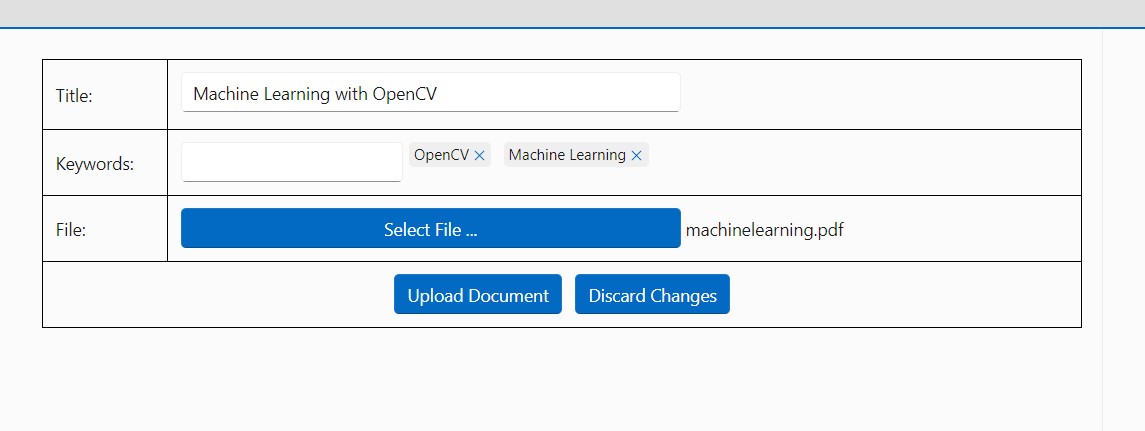 Title: Machine Learning with OpenCV
Keywords: OpenCV × Machine Learning ×
File: Select File ... machinelearning.pdf
Upload Document Discard Changes